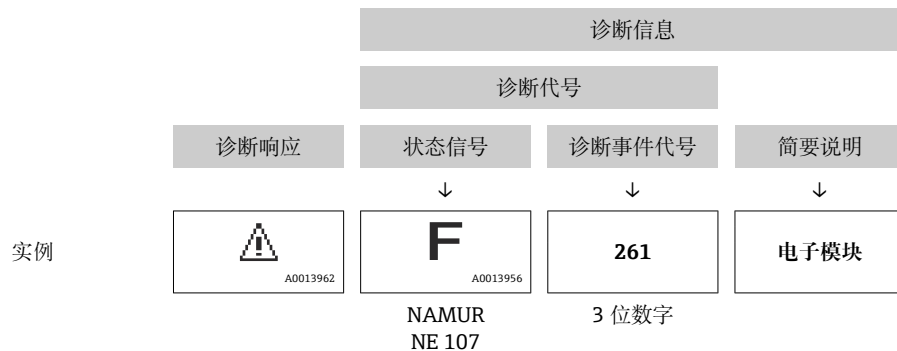 诊断信息
诊断代号
诊断响应 状态信号 诊断事件代号 简要说明
↓ ↓ ↓
实例 F 261 电子模块
A0013962 A0013956
NAMUR 3 位数字
NE 107